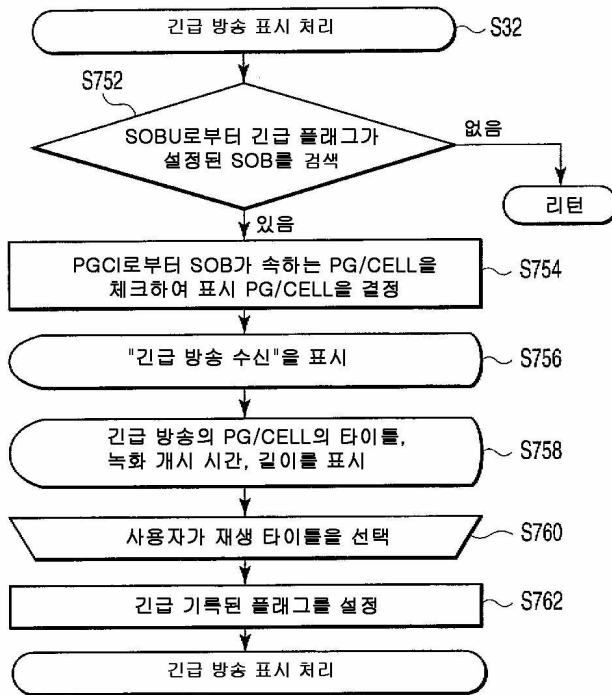 긴급 방송 표시 처리
S32
S752
SOBU로부터 긴급 플래그가
설정된 SOB를 검색
없음
리턴
있음
PGCI로부터 SOB가 속하는 PG/CELL을
체크하여 표시 PG/CELL을 결정
S754
"긴급 방송 수신"을 표시
S756
긴급 방송의 PG/CELL의 타이틀,
녹화 개시 시간, 길이를 표시
S758
사용자가 재생 타이틀을 선택
S760
긴급 기록된 플래그를 설정
S762
긴급 방송 표시 처리